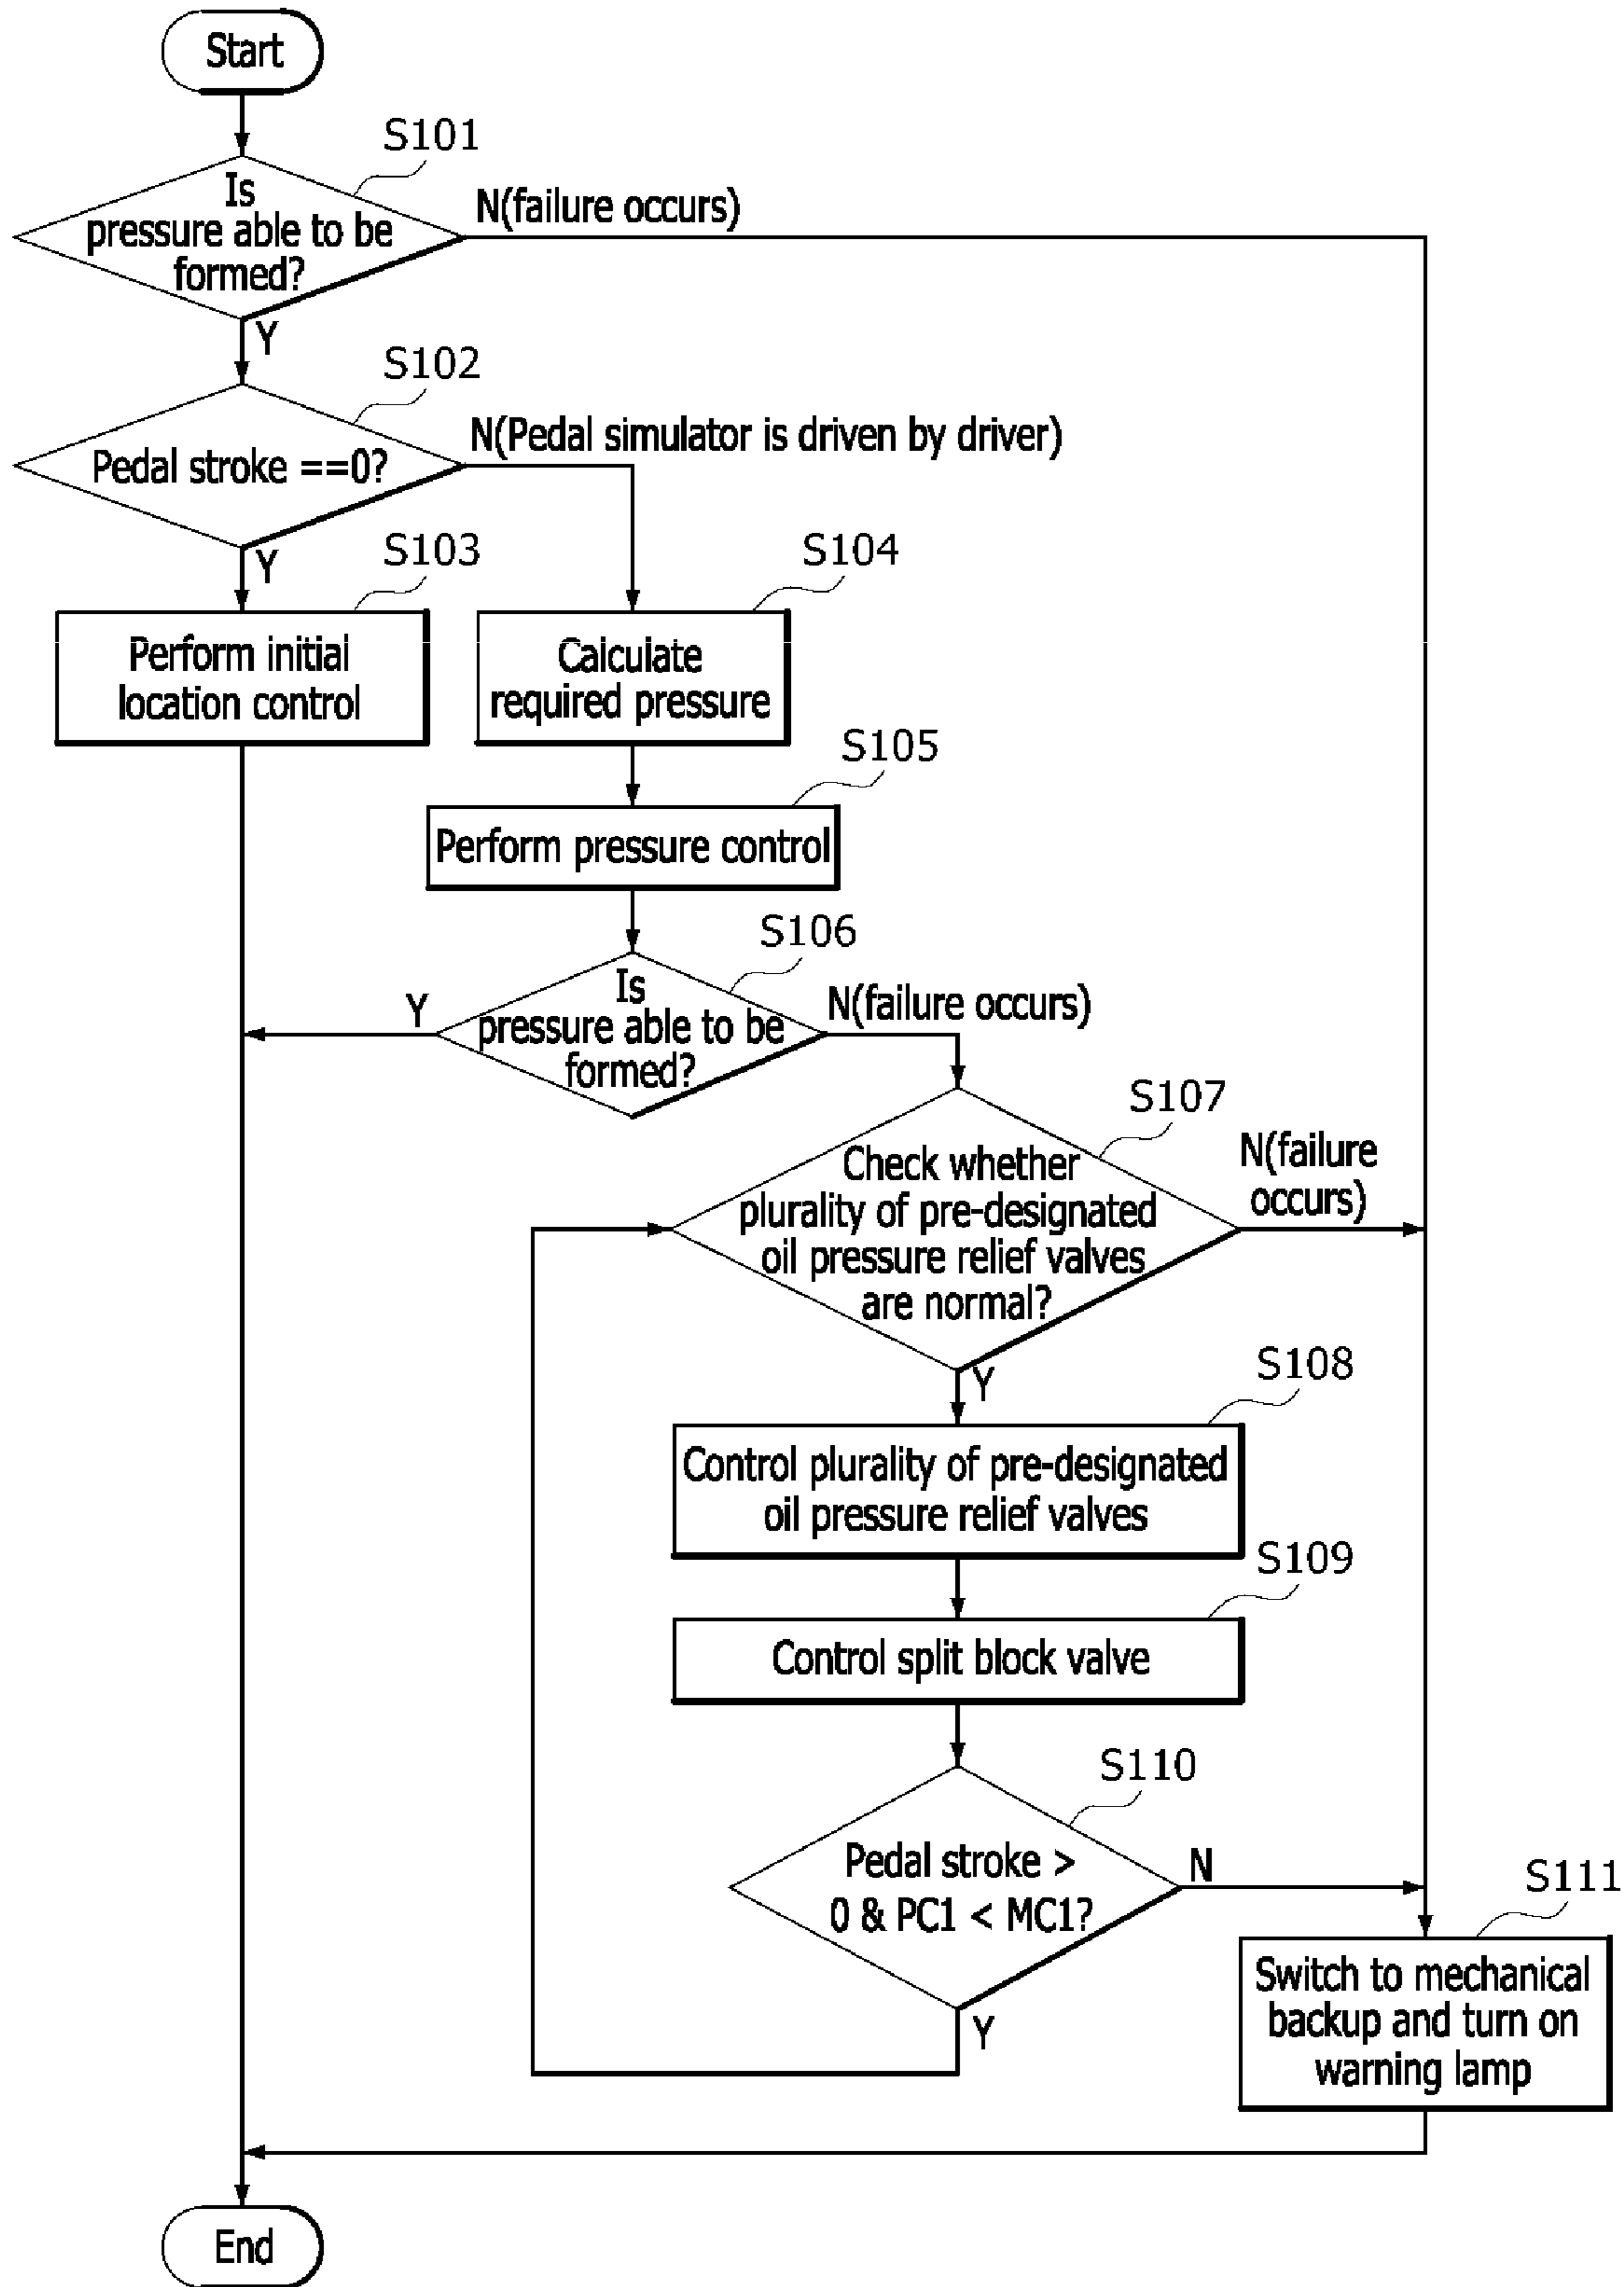 Start
S101
Is
pressure able to be
formed?
N(failure occurs)
Y
S102
Pedal stroke ==0?
N(Pedal simulator is driven by driver)
Y
S103
Perform initial
location control
S104
Calculate
required pressure
S105
Perform pressure control
S106
Is
pressure able to be
formed?
Y
N(failure occurs)
S107
Check whether
plurality of pre-designated
oil pressure relief valves
are normal?
N(failure
occurs)
Y
S108
Control plurality of pre-designated
oil pressure relief valves
S109
Control split block valve
S110
Pedal stroke >
0 & PC1 < MC1?
N
Y
S111
Switch to mechanical
backup and turn on
warning lamp
End